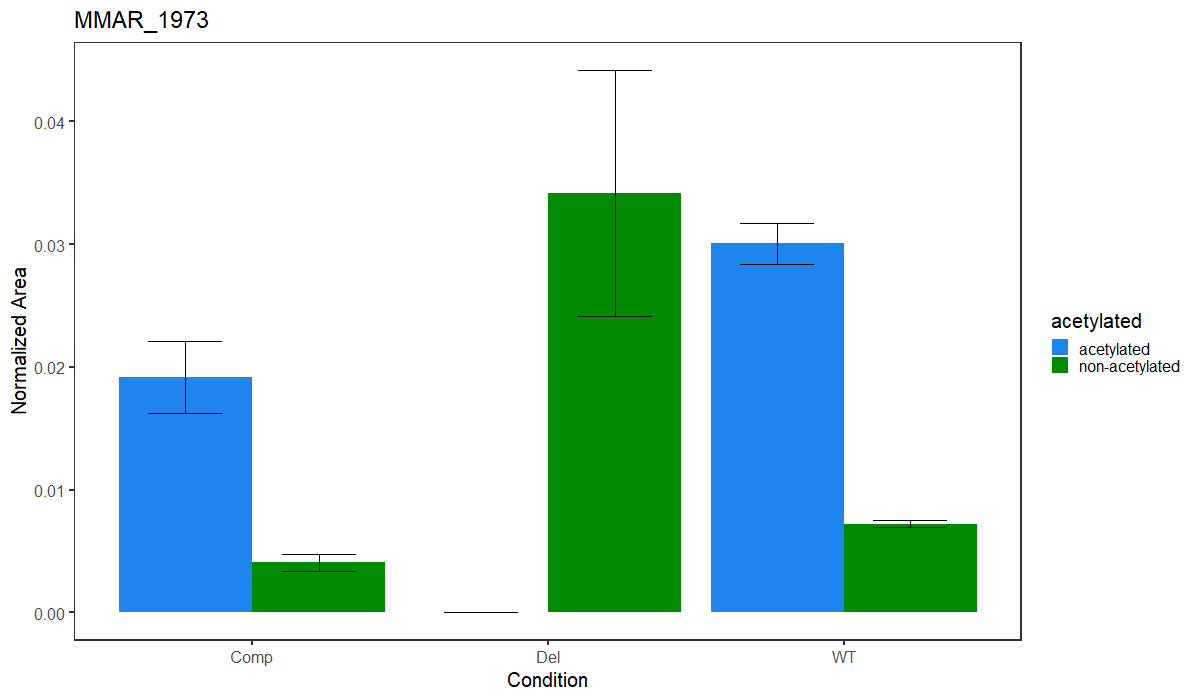 MMAR_1973
Normalized Area
0.04
0.03
0.02
0.01
0.00
Comp
Del
WT
Condition
acetylated
acetylated
non-acetylated